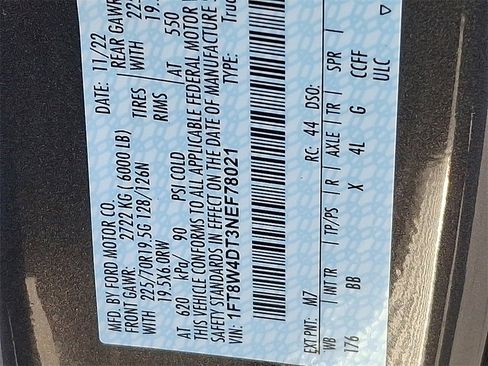 MFD. BY FORD MOTOR CO. DATE: 11/22
FRONT GAWR: 2722 KG ( 6000 LB) REAR GAWR
WITH 225/70R19.5G 128/126N TIRES WITH 22
19.5X6.0RW RIMS 19.
AT 620 kPa/ 90 PSI COLD AT 550
THIS VEHICLE CONFORMS TO ALL APPLICABLE FEDERAL MOTOR
SAFETY STANDARDS IN EFFECT ON THE DATE OF MANUFACTURE
VIN: 1FT8W4DT3NEF78021 TYPE: Truc
EXT PNT: M7 RC: 44 DSO:
WB INT TR TP/PS R AXLE TR SPR
176 BB X 4L G CCFF
ULC